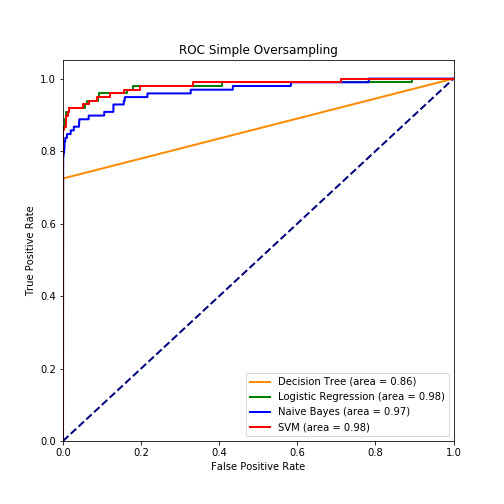 ROC Simple Oversampling
True Positive Rate
1.0
0.8
0.6
0.4
0.2
0.0
0.0 0.2 0.4 0.6 0.8 1.0
False Positive Rate
Decision Tree (area = 0.86)
Logistic Regression (area = 0.98)
Naive Bayes (area = 0.97)
SVM (area = 0.98)